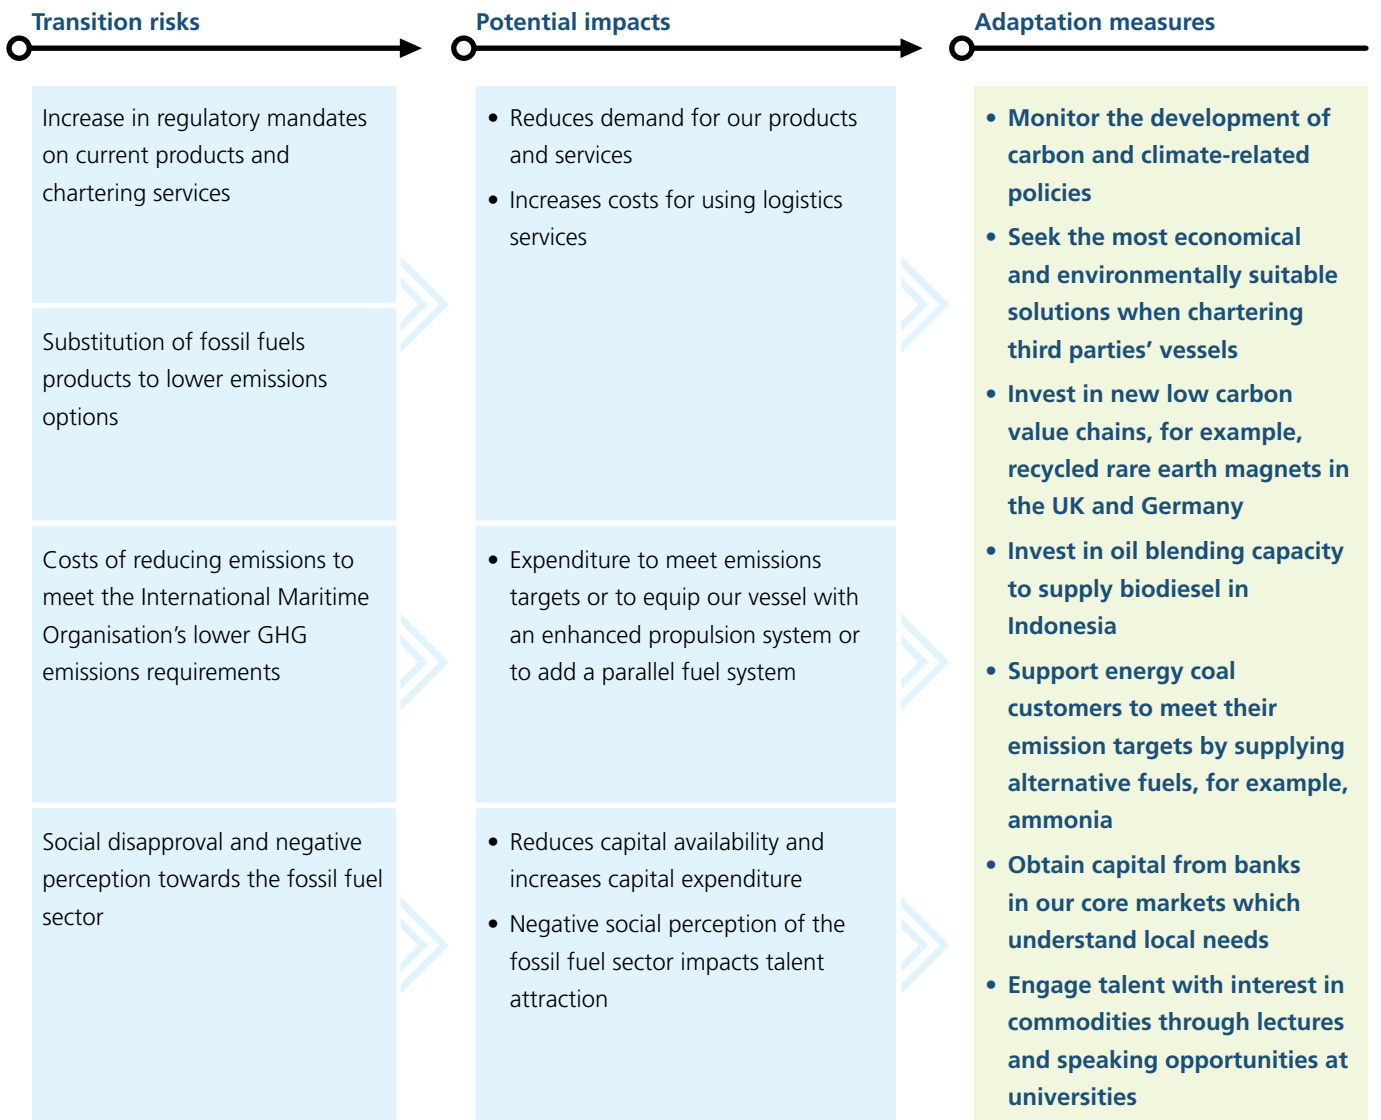 Transition risks
Increase in regulatory mandates
on current products and
chartering services
Substitution of fossil fuels
products to lower emissions
options
Costs of reducing emissions to
meet the International Maritime
Organisation’s lower GHG
emissions requirements
Social disapproval and negative
perception towards the fossil fuel
sector
Potential impacts
• Reduces demand for our products
and services
• Increases costs for using logistics
services
• Expenditure to meet emissions
targets or to equip our vessel with
an enhanced propulsion system or
to add a parallel fuel system
• Reduces capital availability and
increases capital expenditure
• Negative social perception of the
fossil fuel sector impacts talent
attraction
Adaptation measures
• Monitor the development of
carbon and climate-related
policies
• Seek the most economical
and environmentally suitable
solutions when chartering
third parties’ vessels
• Invest in new low carbon
value chains, for example,
recycled rare earth magnets in
the UK and Germany
• Invest in oil blending capacity
to supply biodiesel in
Indonesia
• Support energy coal
customers to meet their
emission targets by supplying
alternative fuels, for example,
ammonia
• Obtain capital from banks
in our core markets which
understand local needs
• Engage talent with interest in
commodities through lectures
and speaking opportunities at
universities